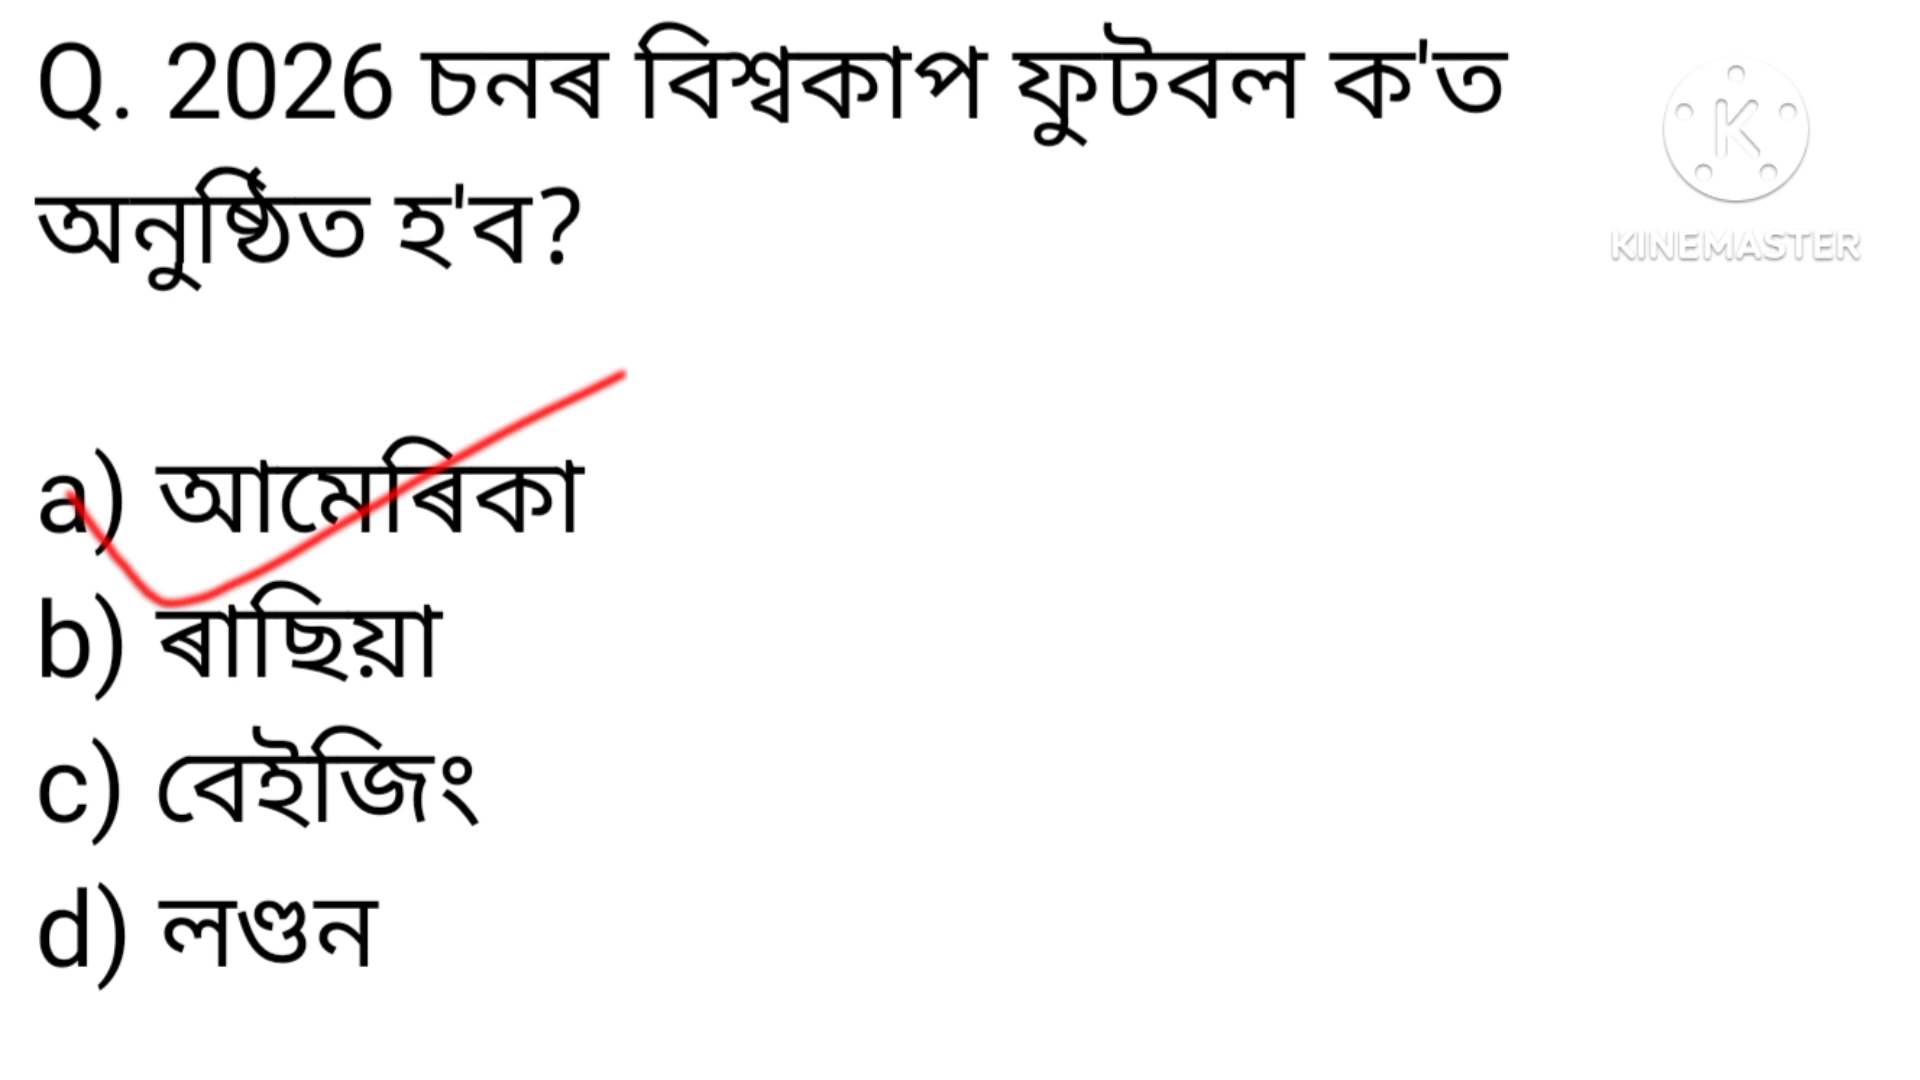 Q. 2026 চনৰ বিশ্বকাপ ফুটবল ক'ত
অনুষ্ঠিত হ'ব?
a) আমেৰিকা
b) ৰাছিয়া
c) বেইজিং
d) লণ্ডন
K
KINEMASTER